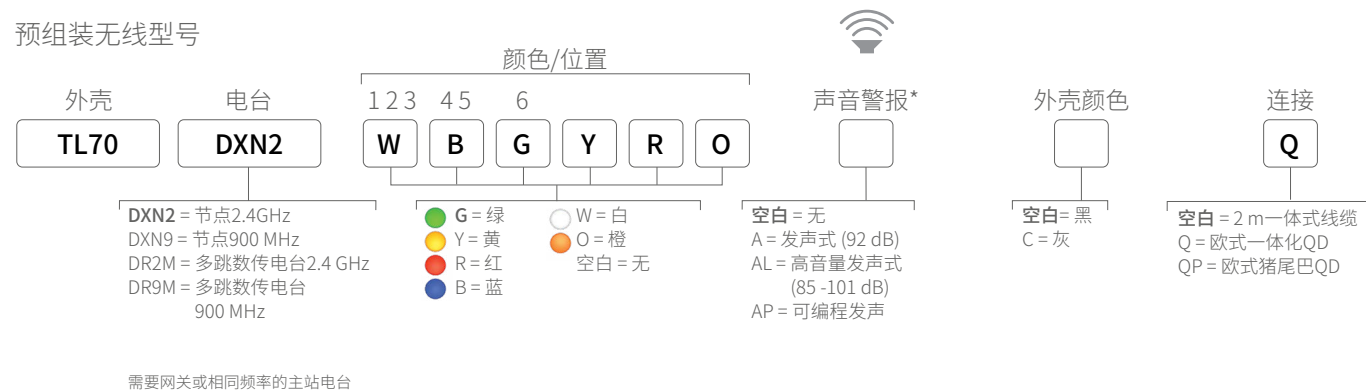 预组装无线型号
颜色/位置
外壳 电台 1 2 3 4 5 6 声音警报* 外壳颜色 连接
TL70 DXN2 W B G Y R O Q
DXN2 = 节点2.4GHz
DXN9 = 节点900 MHz
DR2M = 多跳数传电台2.4 GHz
DR9M = 多跳数传电台
900 MHz
G = 绿
Y = 黄
R = 红
B = 蓝
W = 白
O = 橙
空白 = 无
空白 = 无
A = 发声式 (92 dB)
AL = 高音量发声式
(85 -101 dB)
AP = 可编程发声
空白= 黑
C = 灰
空白 = 2 m一体式线缆
Q = 欧式一体化QD
QP = 欧式猪尾巴QD
需要网关或相同频率的主站电台